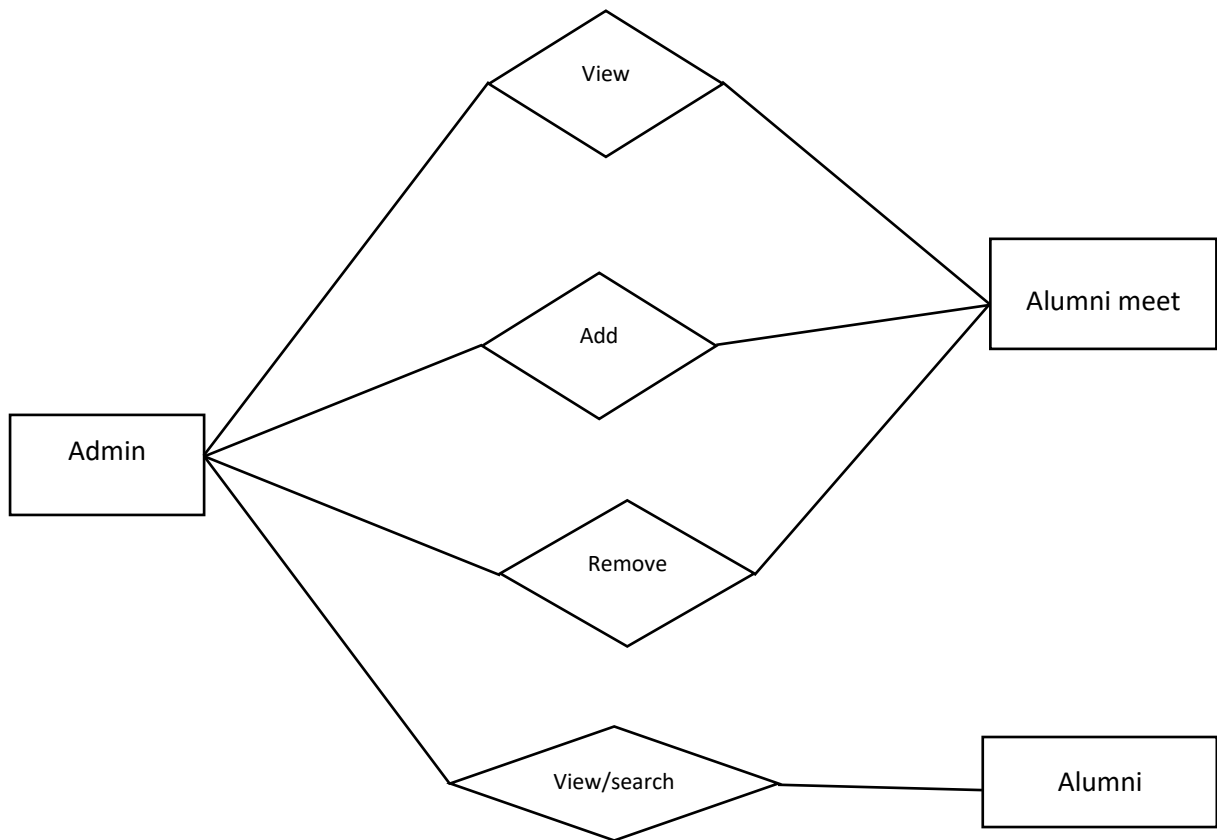 View
Alumni meet
Add
Admin
Remove
View/search
Alumni